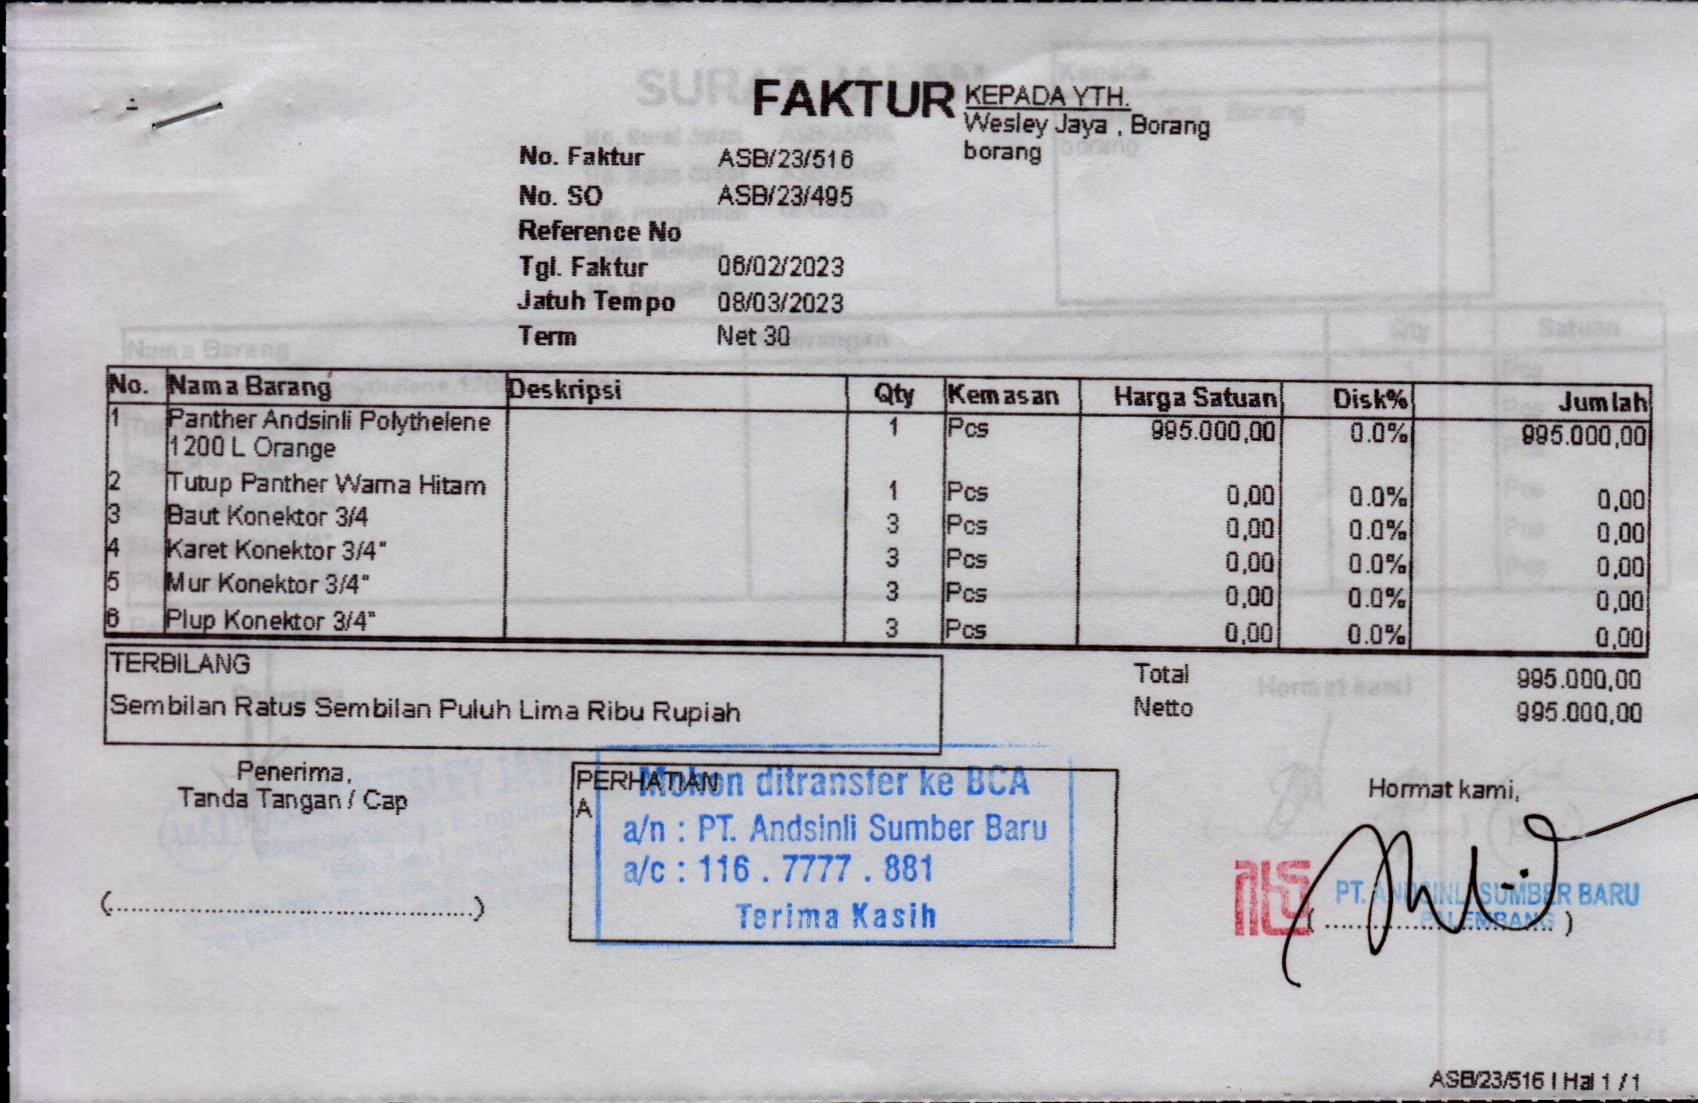 FAKTUR
KEPADA YTH.
Wesley Jaya , Borang
borang
No. Faktur ASB/23/516
No. SO ASB/23/495
Reference No
Tgl. Faktur 06/02/2023
Jatuh Tempo 08/03/2023
Term Net 30
No. Nama Barang Deskripsi Qty Kemasan Harga Satuan Disk% Jumlah
1 Panther Andsinli Polythelene 1 Pcs 995.000,00 0.0% 995.000,00
1200 L Orange
2 Tutup Panther Warna Hitam 1 Pcs 0,00 0.0% 0,00
3 Baut Konektor 3/4 3 Pcs 0,00 0.0% 0,00
4 Karet Konektor 3/4" 3 Pcs 0,00 0.0% 0,00
5 Mur Konektor 3/4" 3 Pcs 0,00 0.0% 0,00
6 Plup Konektor 3/4" 3 Pcs 0,00 0.0% 0,00
TERBILANG
Sembilan Ratus Sembilan Puluh Lima Ribu Rupiah
Total 995.000,00
Netto 995.000,00
Penerima,
Tanda Tangan / Cap
(....................................................)
PERHATIAN
A
Mohon ditransfer ke BCA
a/n : PT. Andsinli Sumber Baru
a/c : 116 . 7777 . 881
Terima Kasih
Hormat kami,
PT. ANDSINLI SUMBER BARU
PALEMBANG
(....................................)
ASB/23/516 | Hal 1 / 1